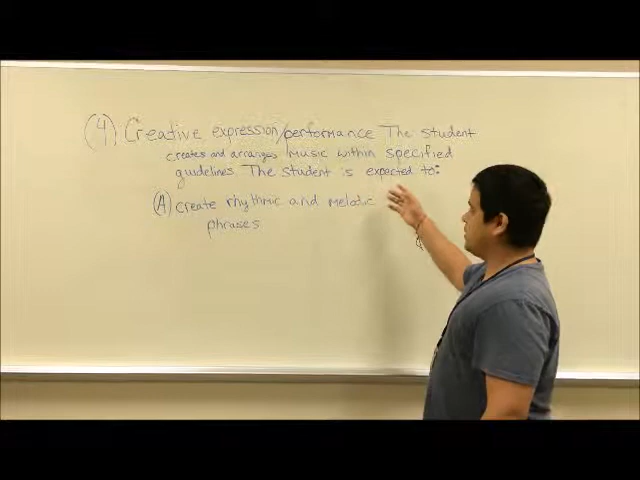 (4) Creative expression/performance The student
creates and arranges music within specified
guidelines. The student is expected to:
(A) create rhythmic and melodic
phrases